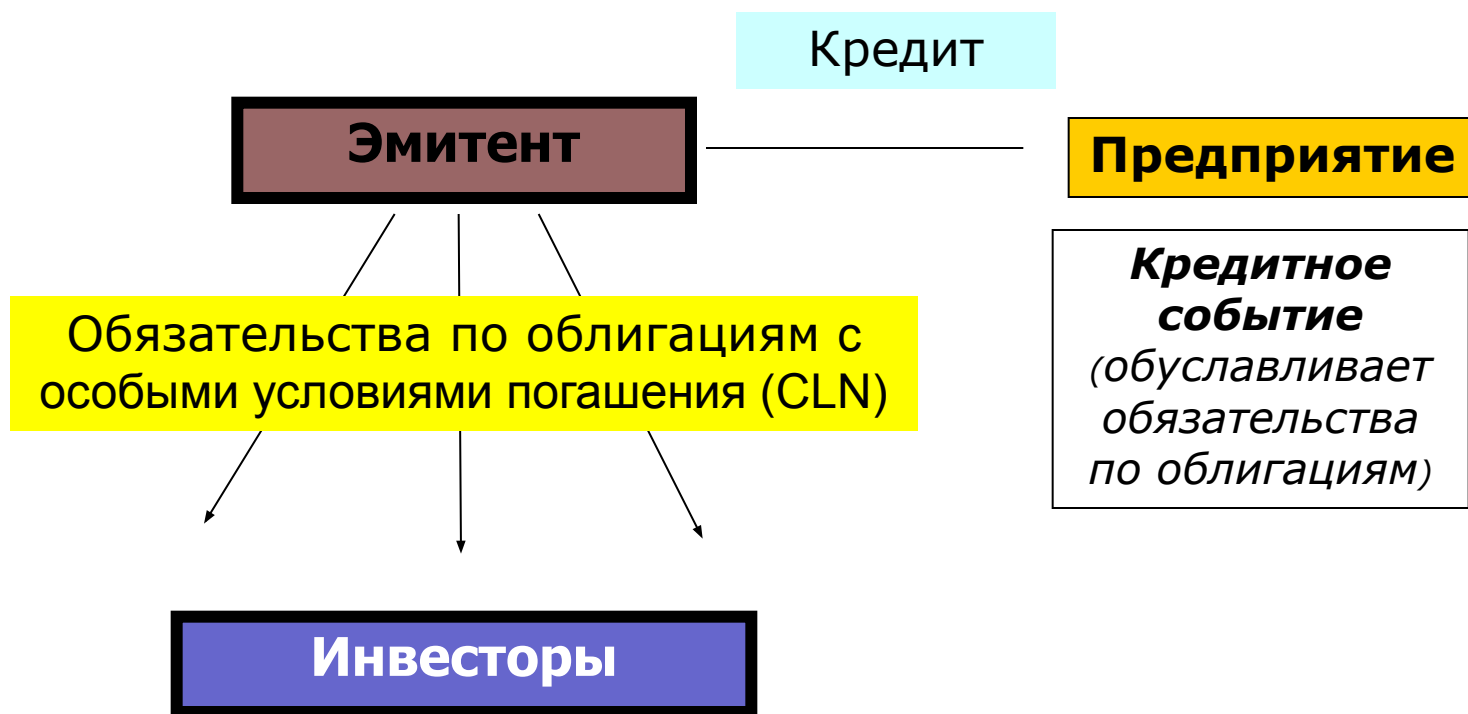 Кредит
Эмитент
Предприятие
Кредитное
событие
(обуславливает
обязательства
по облигациям)
Обязательства по облигациям с
особыми условиями погашения (CLN)
Инвесторы